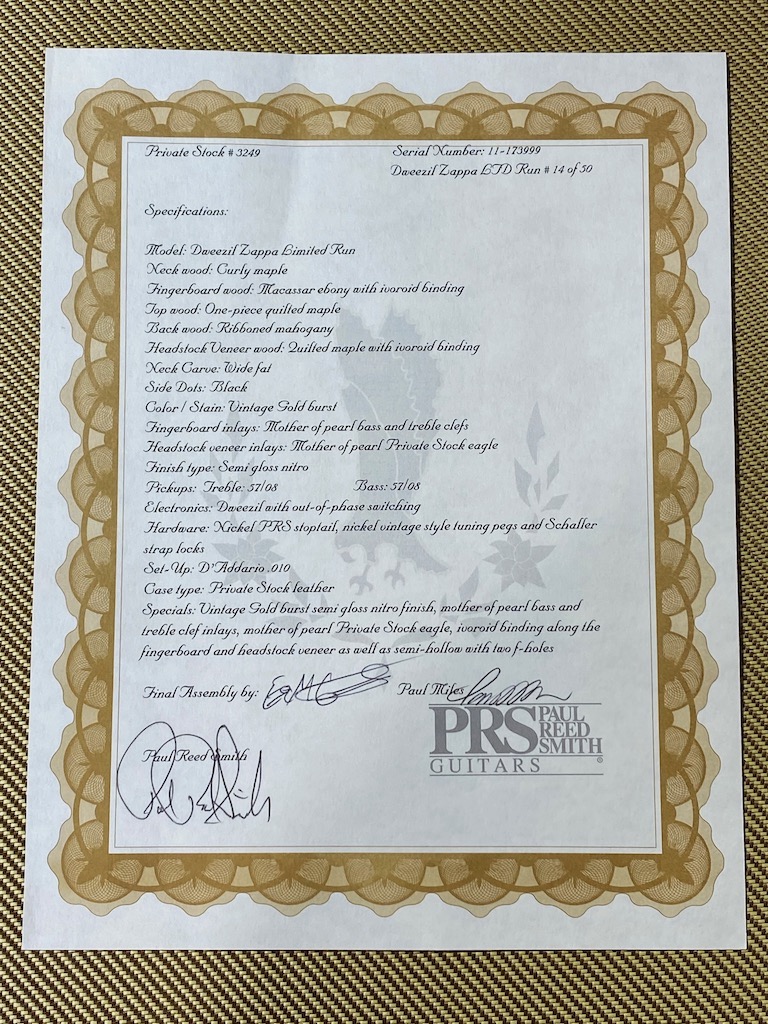 Private Stock # 3249 Serial Number: 11-173999
Dweezil Zappa LTD Run # 14 of 50
Specifications:
Model: Dweezil Zappa Limited Run
Neck wood: Curly maple
Fingerboard wood: Macassar ebony with ivoroid binding
Top wood: One-piece quilted maple
Back wood: Ribboned mahogany
Headstock Veneer wood: Quilted maple with ivoroid binding
Neck Carve: Wide fat
Side Dots: Black
Color / Stain: Vintage Gold burst
Fingerboard inlays: Mother of pearl bass and treble clefs
Headstock veneer inlays: Mother of pearl Private Stock eagle
Finish type: Semi gloss nitro
Pickups: Treble: 57/08 Bass: 57/08
Electronics: Dweezil with out-of-phase switching
Hardware: Nickel PRS stoptail, nickel vintage style tuning pegs and Schaller
strap locks
Set-Up: D'Addario .010
Case type: Private Stock leather
Specials: Vintage Gold burst semi gloss nitro finish, mother of pearl bass and
treble clef inlays, mother of pearl Private Stock eagle, ivoroid binding along the
fingerboard and headstock veneer as well as semi-hollow with two f-holes
Final Assembly by: Paul Miles
Paul Reed Smith
PRS PAUL REED SMITH
GUITARS